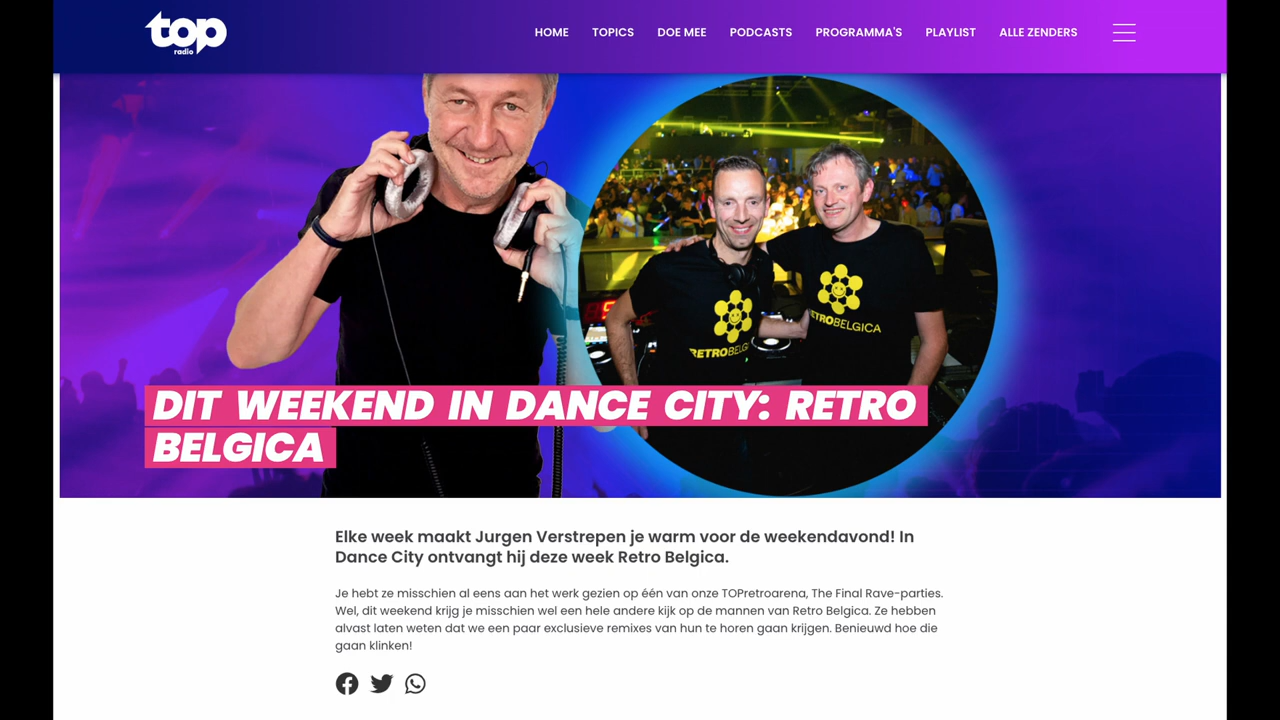 top
radio
HOME TOPICS DOE MEE PODCASTS PROGRAMMA'S PLAYLIST ALLE ZENDERS
RETROBELGICA
DIT WEEKEND IN DANCE CITY: RETRO
BELGICA
Elke week maakt Jurgen Verstrepen je warm voor de weekendavond! In
Dance City ontvangt hij deze week Retro Belgica.
Je hebt ze misschien al eens aan het werk gezien op één van onze TOPretroarena, The Final Rave-parties.
Wel, dit weekend krijg je misschien wel een hele andere kijk op de mannen van Retro Belgica. Ze hebben
alvast laten weten dat we een paar exclusieve remixes van hun te horen gaan krijgen. Benieuwd hoe die
gaan klinken!